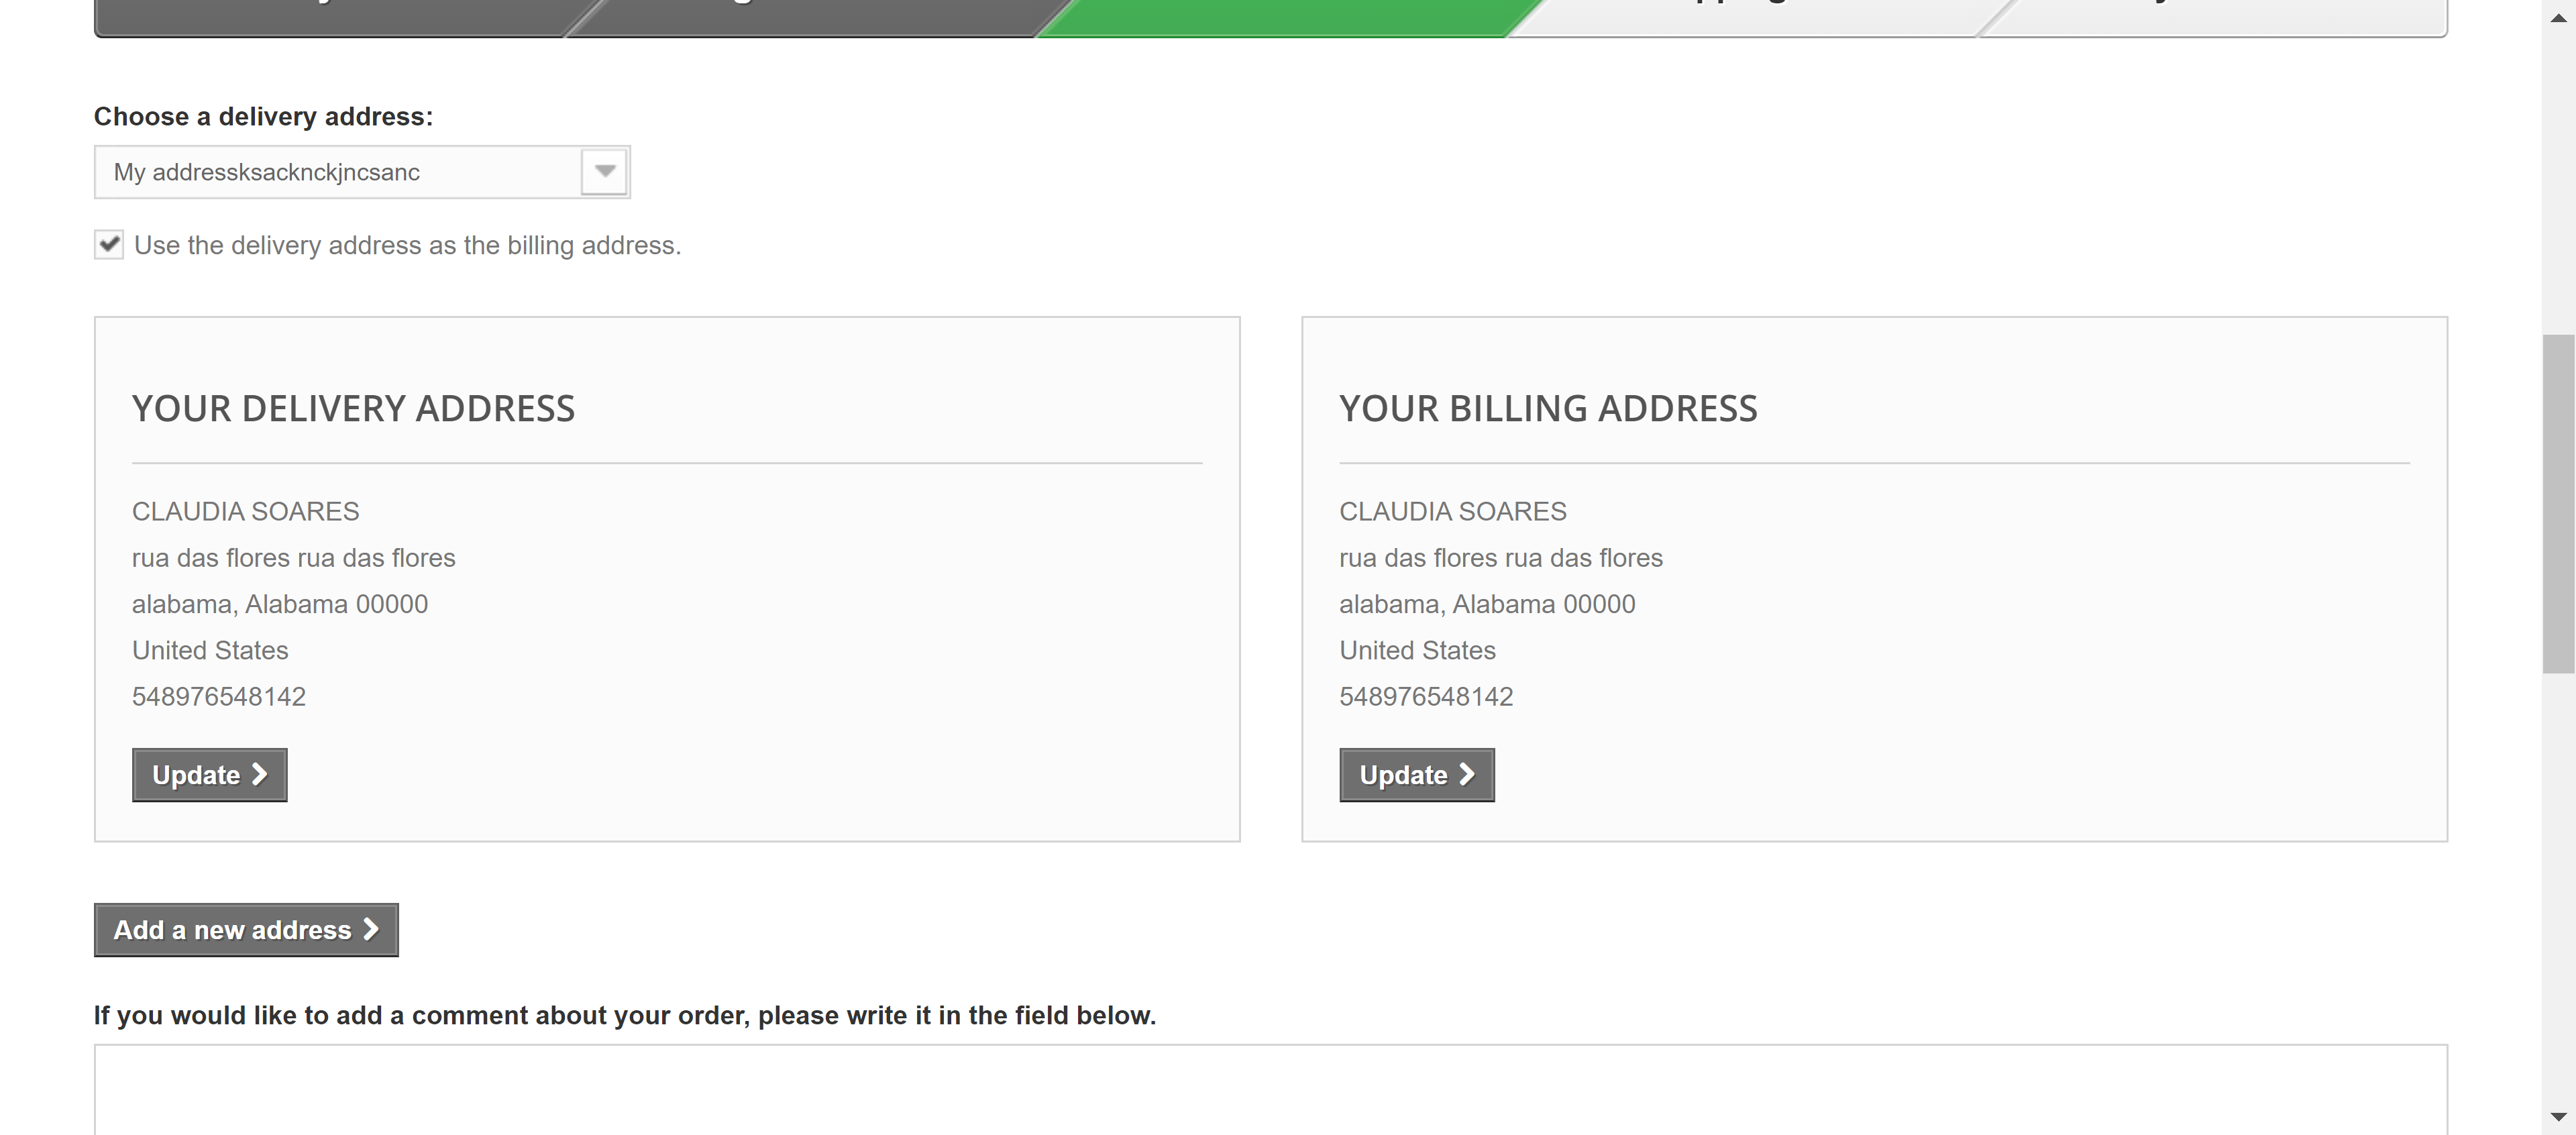 Choose a delivery address:
My addressksacknckjncsanc
Use the delivery address as the billing address.
YOUR DELIVERY ADDRESS
CLAUDIA SOARES
rua das flores rua das flores
alabama, Alabama 00000
United States
548976548142
Update
YOUR BILLING ADDRESS
CLAUDIA SOARES
rua das flores rua das flores
alabama, Alabama 00000
United States
548976548142
Update
Add a new address
If you would like to add a comment about your order, please write it in the field below.